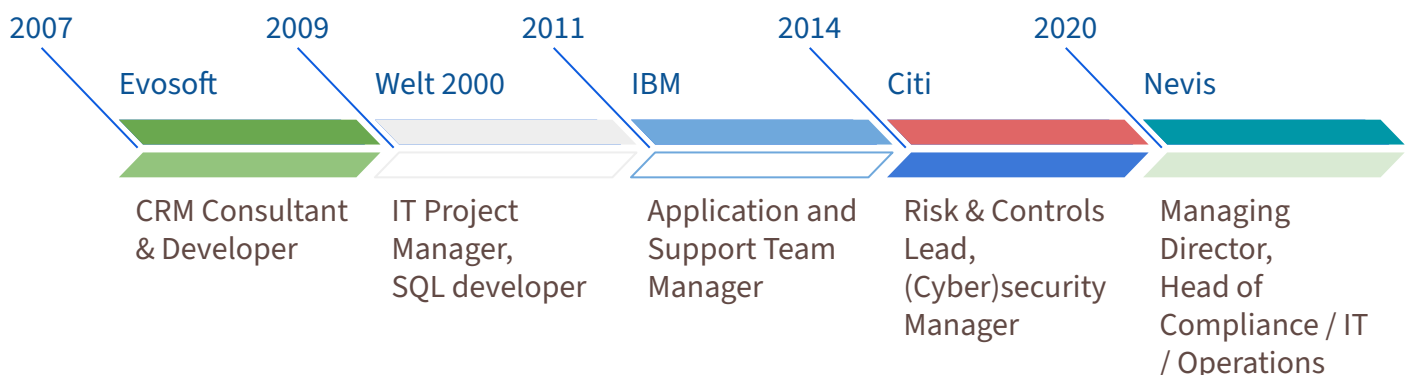 2007
2009
2011
2014
2020
Evosoft
Welt 2000
IBM
Citi
Nevis
CRM Consultant
& Developer
IT Project
Manager,
SQL developer
Application and
Support Team
Manager
Risk & Controls
Lead,
(Cyber)security
Manager
Managing
Director,
Head of
Compliance / IT
/ Operations